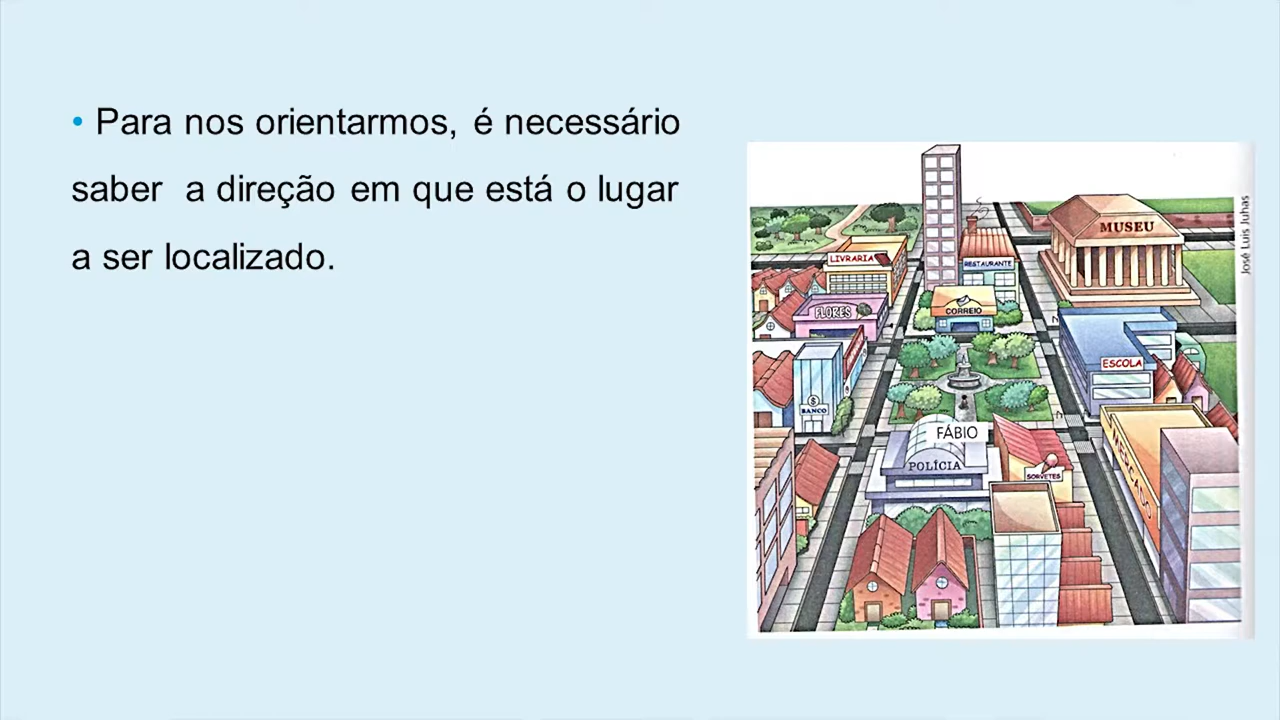 • Para nos orientarmos, é necessário
saber a direção em que está o lugar
a ser localizado.
MUSEU
José Luis Juhas
LIVRARIA
RESTAURANTE
FLORES
CORREIO
ESCOLA
$
BANCO
FÁBIO
POLÍCIA
SORVETES
MERCADO